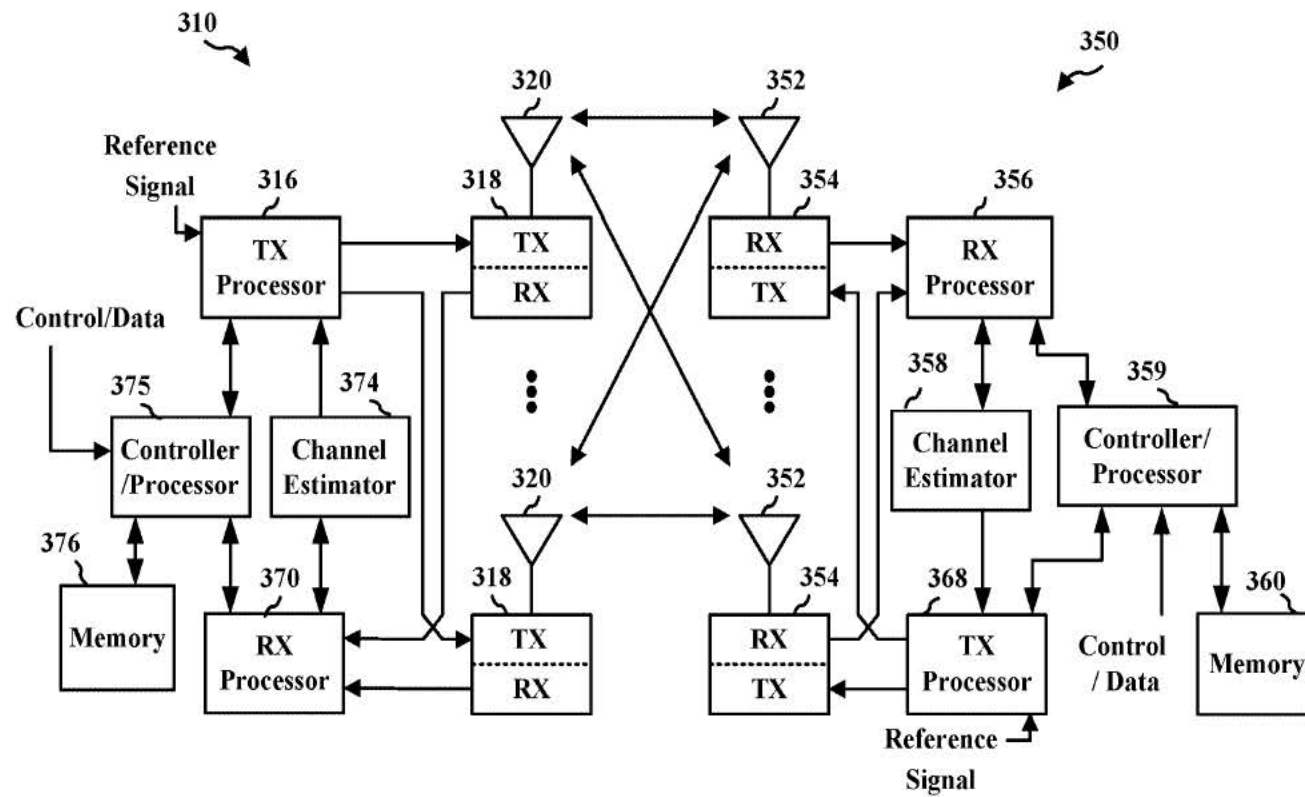 310
350
320
352
Reference
Signal
316
318
354
356
TX
Processor
TX
RX
RX
TX
RX
Processor
Control/Data
375
374
358
359
Controller
/Processor
Channel
Estimator
Channel
Estimator
Controller/
Processor
320
352
376
370
318
354
368
360
Memory
RX
Processor
TX
RX
RX
TX
TX
Processor
Control
/ Data
Memory
Reference
Signal